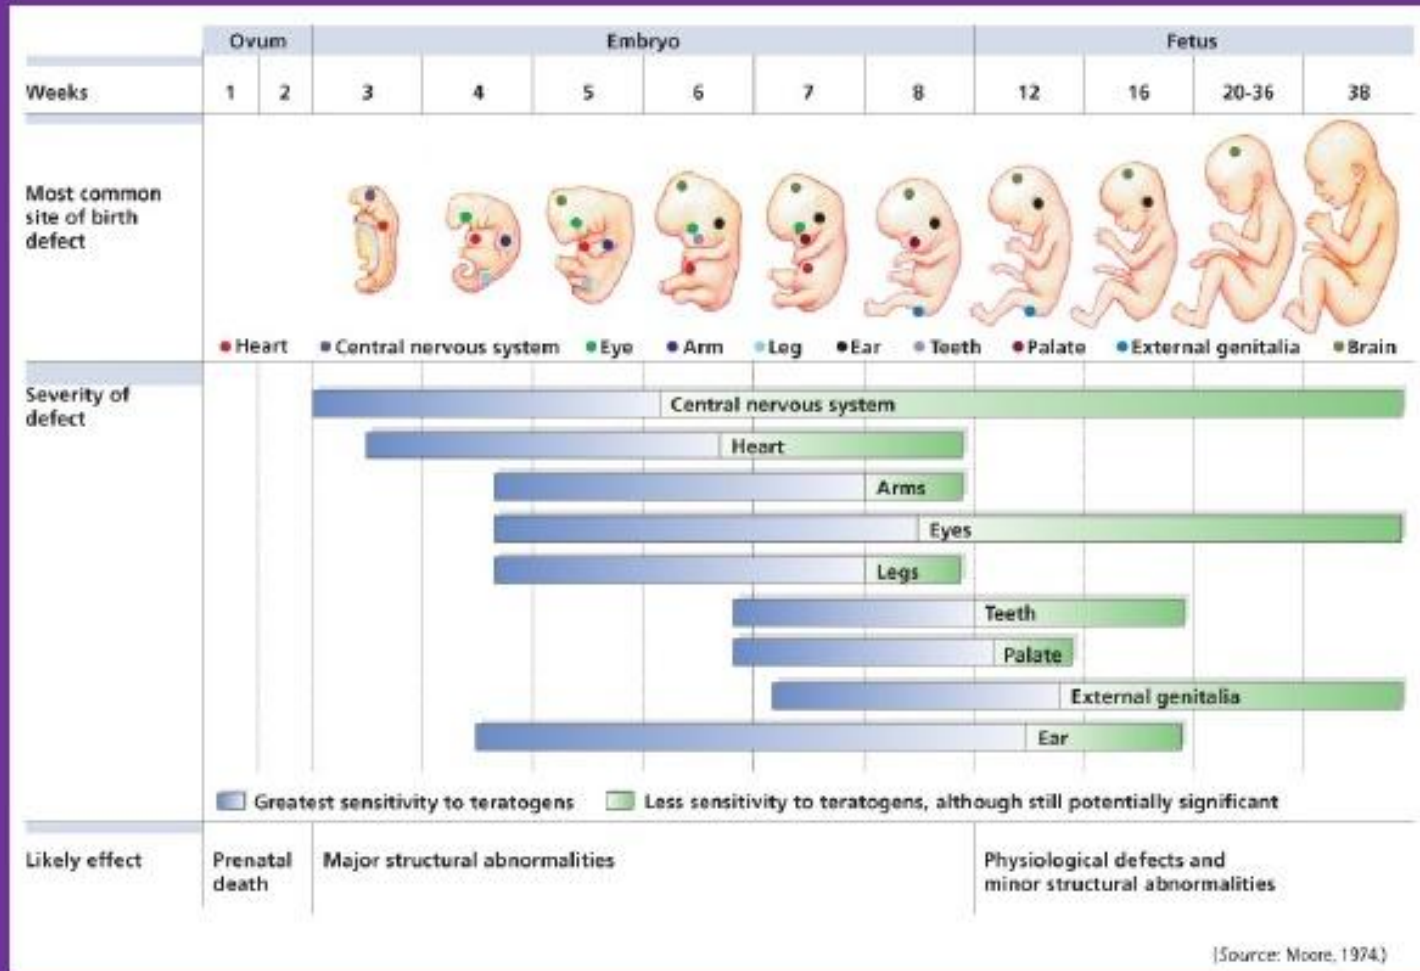 Ovum Embryo Fetus
Weeks 1 2 3 4 5 6 7 8 12 16 20-36 38
Most common
site of birth
defect
Heart Central nervous system Eye Arm Leg Ear Teeth Palate External genitalia Brain
Severity of
defect
Central nervous system
Heart
Arms
Eyes
Legs
Teeth
Palate
External genitalia
Ear
Greatest sensitivity to teratogens Less sensitivity to teratogens, although still potentially significant
Likely effect
Prenatal
death
Major structural abnormalities
Physiological defects and
minor structural abnormalities
(Source: Moore, 1974.)